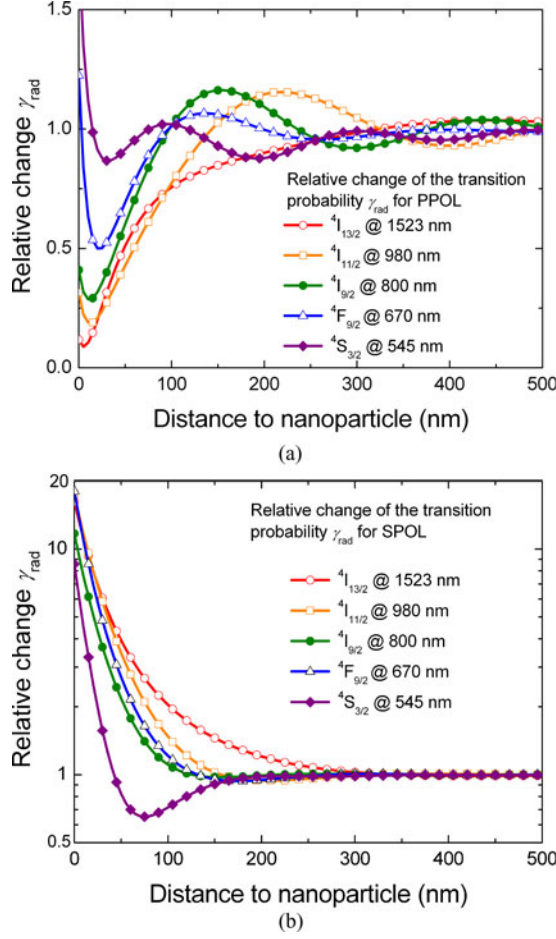 1.5
1.0
0.5
0.0
Relative change γrad
Relative change of the transition
probability γrad for PPOL
⁴I₁₃/₂ @ 1523 nm
⁴I₁₁/₂ @ 980 nm
⁴I₉/₂ @ 800 nm
⁴F₉/₂ @ 670 nm
⁴S₃/₂ @ 545 nm
0 100 200 300 400 500
Distance to nanoparticle (nm)
(a)
20
10
1
0.5
Relative change γrad
Relative change of the transition
probability γrad for SPOL
⁴I₁₃/₂ @ 1523 nm
⁴I₁₁/₂ @ 980 nm
⁴I₉/₂ @ 800 nm
⁴F₉/₂ @ 670 nm
⁴S₃/₂ @ 545 nm
0 100 200 300 400 500
Distance to nanoparticle (nm)
(b)